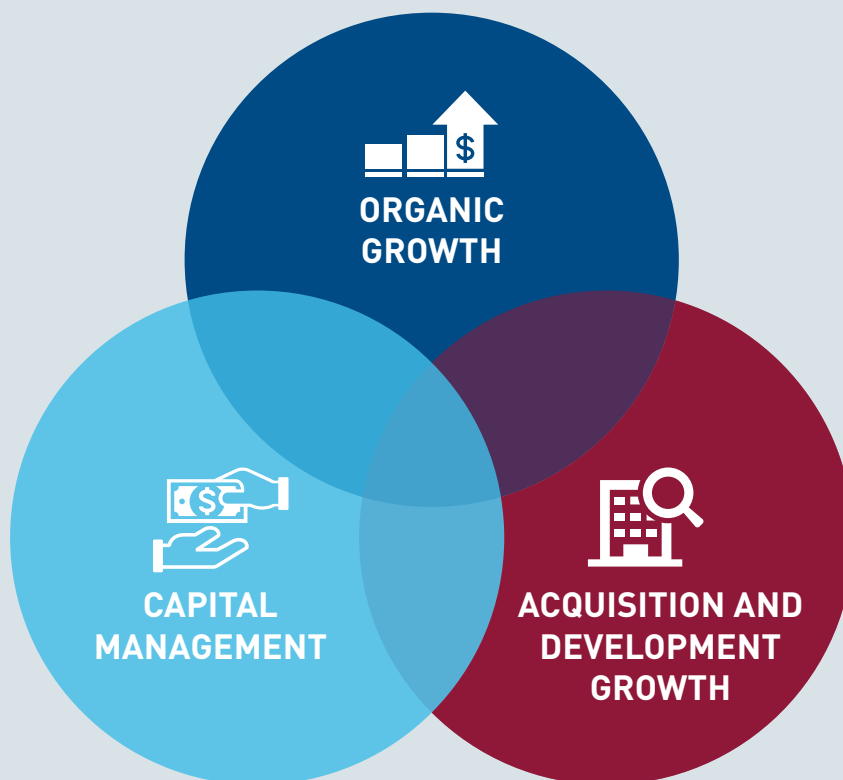 $
ORGANIC
GROWTH
$
CAPITAL
MANAGEMENT
ACQUISITION AND
DEVELOPMENT
GROWTH